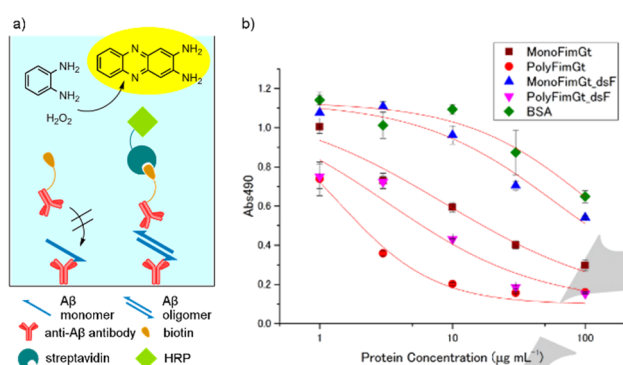 a)
NH₂
NH₂
H₂O₂
N
N
NH₂
NH₂
HRP
Aβ
monomer
Aβ
oligomer
anti-Aβ antibody
biotin
streptavidin
HRP
b)
MonoFimGt
PolyFimGt
MonoFimGt_dsF
PolyFimGt_dsF
BSA
Abs490
1.2
1.0
0.8
0.6
0.4
0.2
0.0
1
10
100
Protein Concentration (μg mL⁻¹)